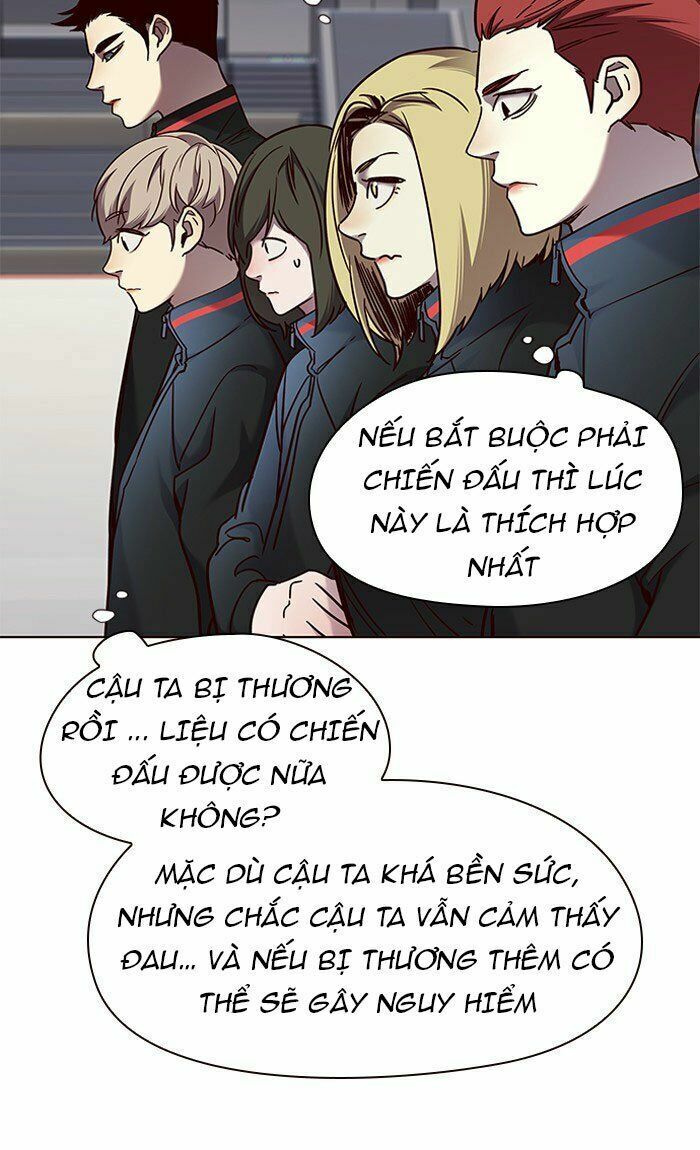 NẾU BẮT BUỘC PHẢI
CHIẾN ĐẤU THÌ LÚC
NÀY LÀ THÍCH HỢP
NHẤT
CẬU TA BỊ THƯƠNG
RỒI ... LIỆU CÓ CHIẾN
ĐẤU ĐƯỢC NỮA
KHÔNG?
MẶC DÙ CẬU TA KHÁ BỀN SỨC,
NHƯNG CHẮC CẬU TA VẪN CẢM THẤY
ĐAU... VÀ NẾU BỊ THƯƠNG THÊM CÓ
THỂ SẼ GÂY NGUY HIỂM